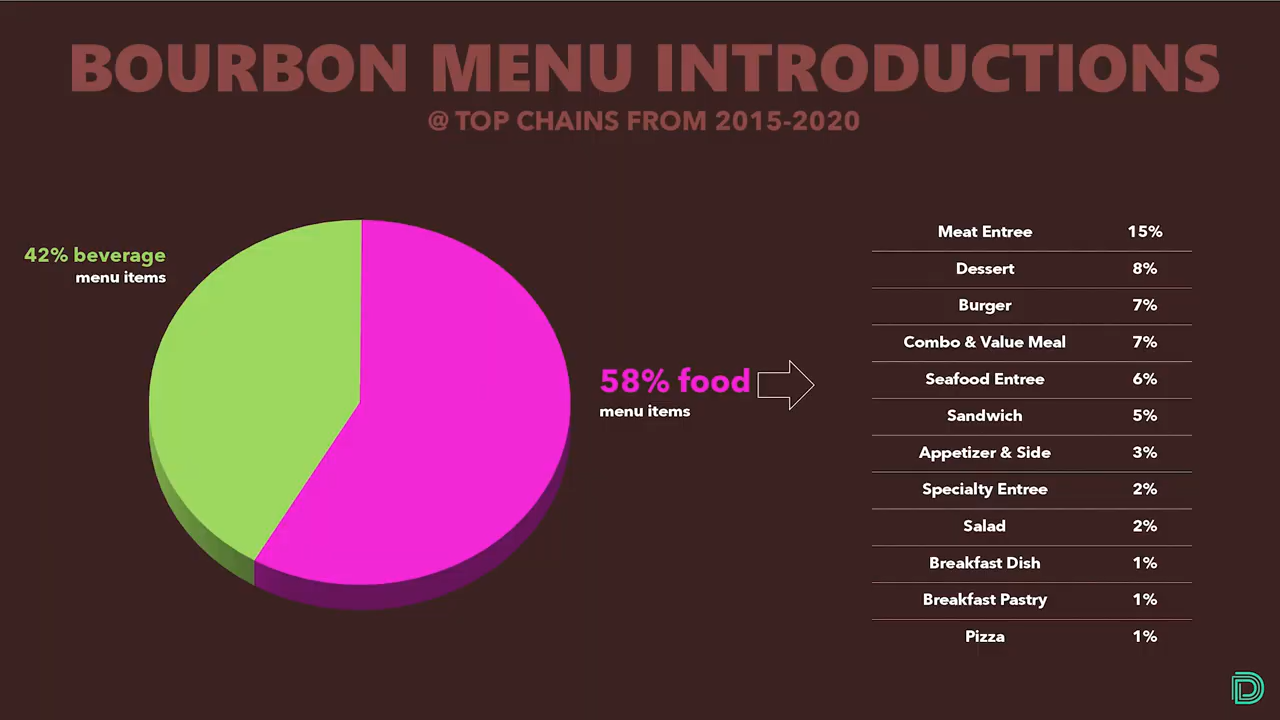 BOURBON MENU INTRODUCTIONS
@ TOP CHAINS FROM 2015-2020
42% beverage
menu items
58% food
menu items
Meat Entree 15%
Dessert 8%
Burger 7%
Combo & Value Meal 7%
Seafood Entree 6%
Sandwich 5%
Appetizer & Side 3%
Specialty Entree 2%
Salad 2%
Breakfast Dish 1%
Breakfast Pastry 1%
Pizza 1%